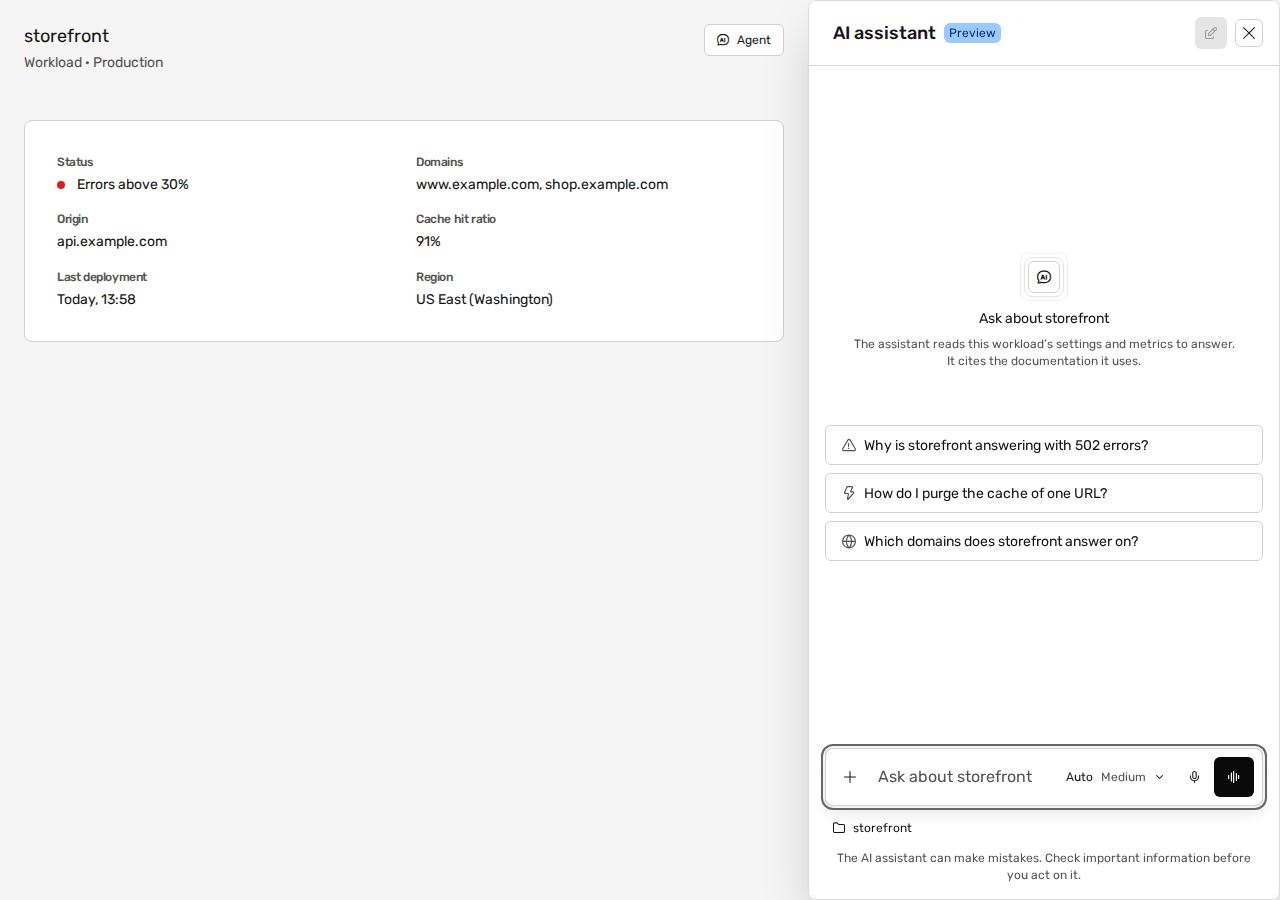 storefront
Workload • Production
Agent
Status
Errors above 30%
Domains
www.example.com, shop.example.com
Origin
api.example.com
Cache hit ratio
91%
Last deployment
Today, 13:58
Region
US East (Washington)
AI assistant
Preview
AI
Ask about storefront
The assistant reads this workload's settings and metrics to answer.
It cites the documentation it uses.
Why is storefront answering with 502 errors?
How do I purge the cache of one URL?
Which domains does storefront answer on?
Ask about storefront
Auto Medium
storefront
The AI assistant can make mistakes. Check important information before
you act on it.